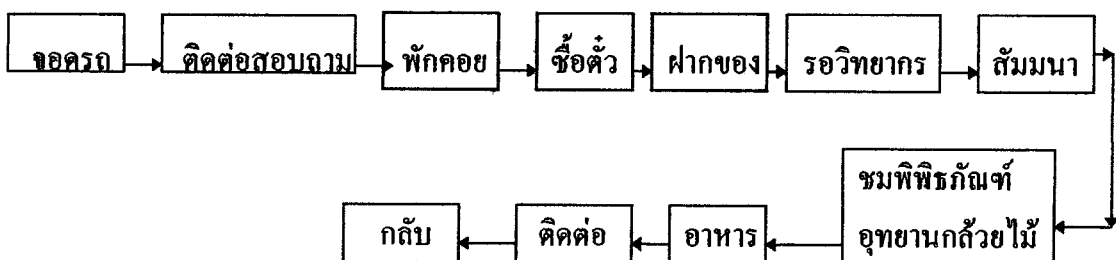 จอดรถ
ติดต่อสอบถาม
พักคอย
ซื้อตั๋ว
ฝากของ
รอวิทยากร
สัมมนา
ชมพิพิธภัณฑ์
อุทยานกล้วยไม้
อาหาร
ติดต่อ
กลับ